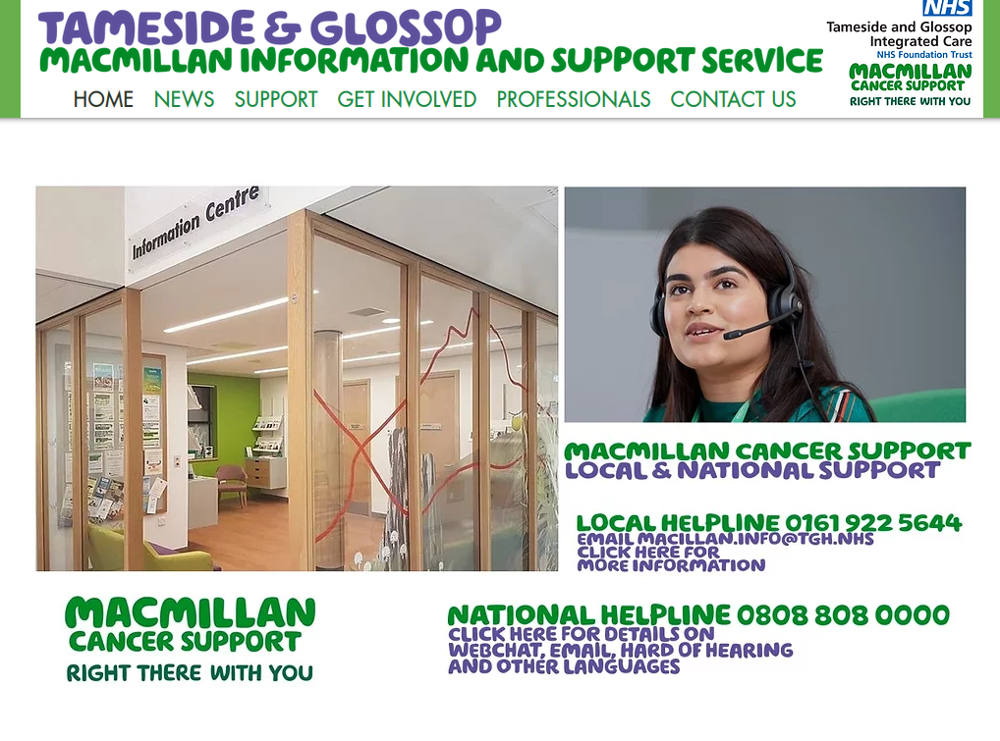 TAMESIDE & GLOSSOP
MACMILLAN INFORMATION AND SUPPORT SERVICE
HOME NEWS SUPPORT GET INVOLVED PROFESSIONALS CONTACT US
NHS
Tameside and Glossop
Integrated Care
NHS Foundation Trust
MACMILLAN
CANCER SUPPORT
RIGHT THERE WITH YOU
Information Centre
MACMILLAN CANCER SUPPORT
LOCAL & NATIONAL SUPPORT
LOCAL HELPLINE 0161 922 5644
EMAIL MACILLAN.INFO@TGH.NHS
CLICK HERE FOR
MORE INFORMATION
MACMILLAN
CANCER SUPPORT
RIGHT THERE WITH YOU
NATIONAL HELPLINE 0808 808 0000
CLICK HERE FOR DETAILS ON
WEBCHAT, EMAIL, HARD OF HEARING
AND OTHER LANGUAGES